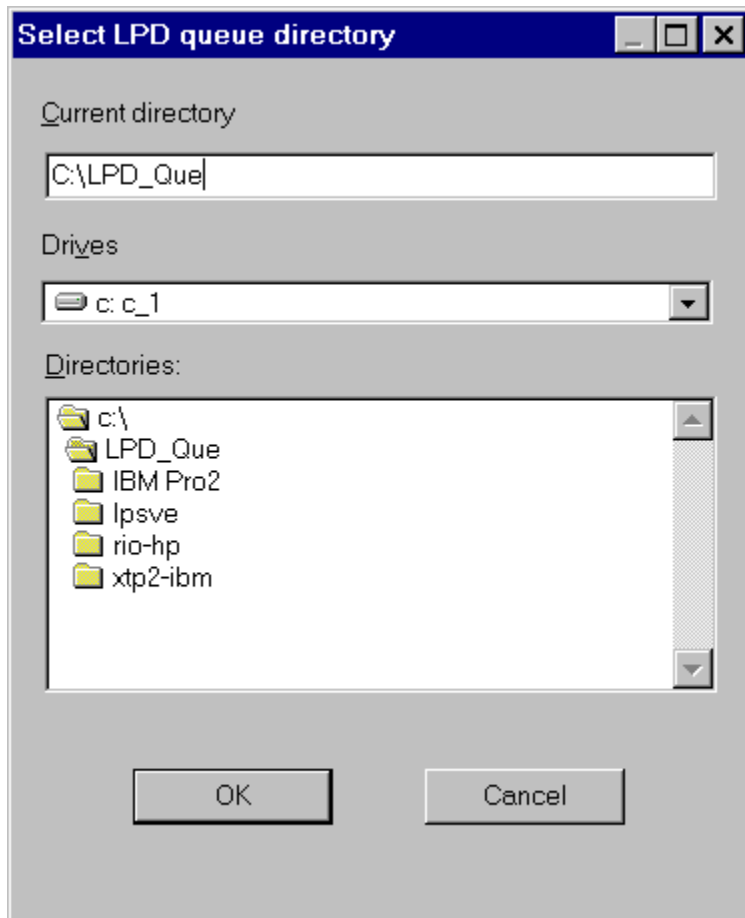 Select LPD queue directory
Current directory
C:\LPD_Que
Drives
c: c_1
Directories:
c:\
LPD_Que
IBM Pro2
lpsve
rio-hp
xtp2-ibm
OK Cancel